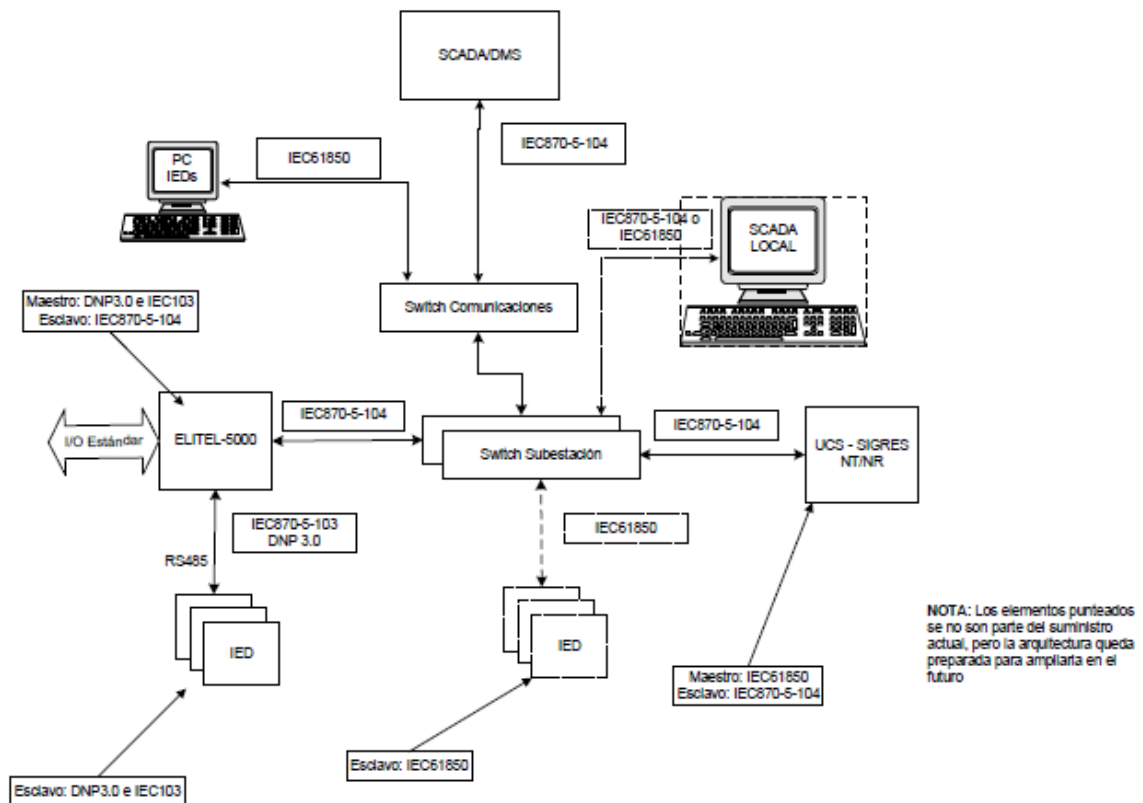 SCADA/DMS
IEC870-5-104
IEC61850
PC
IEDs
IEC870-5-104 o
IEC61850
SCADA
LOCAL
Switch Comunicaciones
Maestro: DNP3.0 e IEC103
Esclavo: IEC870-5-104
I/O Estándar
ELITEL-5000
IEC870-5-104
Switch Subestación
IEC870-5-104
UCS - SIGRES
NT/NR
IEC870-5-103
DNP 3.0
RS485
IEC61850
IED
IED
NOTA: Los elementos punteados
se no son parte del suministro
actual, pero la arquitectura queda
preparada para ampliarla en el
futuro
Maestro: IEC61850
Esclavo: IEC870-5-104
Esclavo: IEC61850
Esclavo: DNP3.0 e IEC103